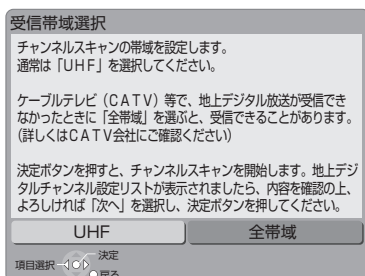 受信帯域選択
チャンネルスキャンの帯域を設定します。
通常は「UHF」を選択してください。
ケーブルテレビ（CATV）等で、地上デジタル放送が受信でき
なかったときに「全帯域」を選ぶと、受信できることがあります。
(詳しくはCATV会社にご確認ください)
決定ボタンを押すと、チャンネルスキャンを開始します。地上デジ
タルチャンネル設定リストが表示されましたら、内容を確認の上、
よろしければ「次へ」を選択し、決定ボタンを押してください。
UHF 全帯域
決定
項目選択
戻る